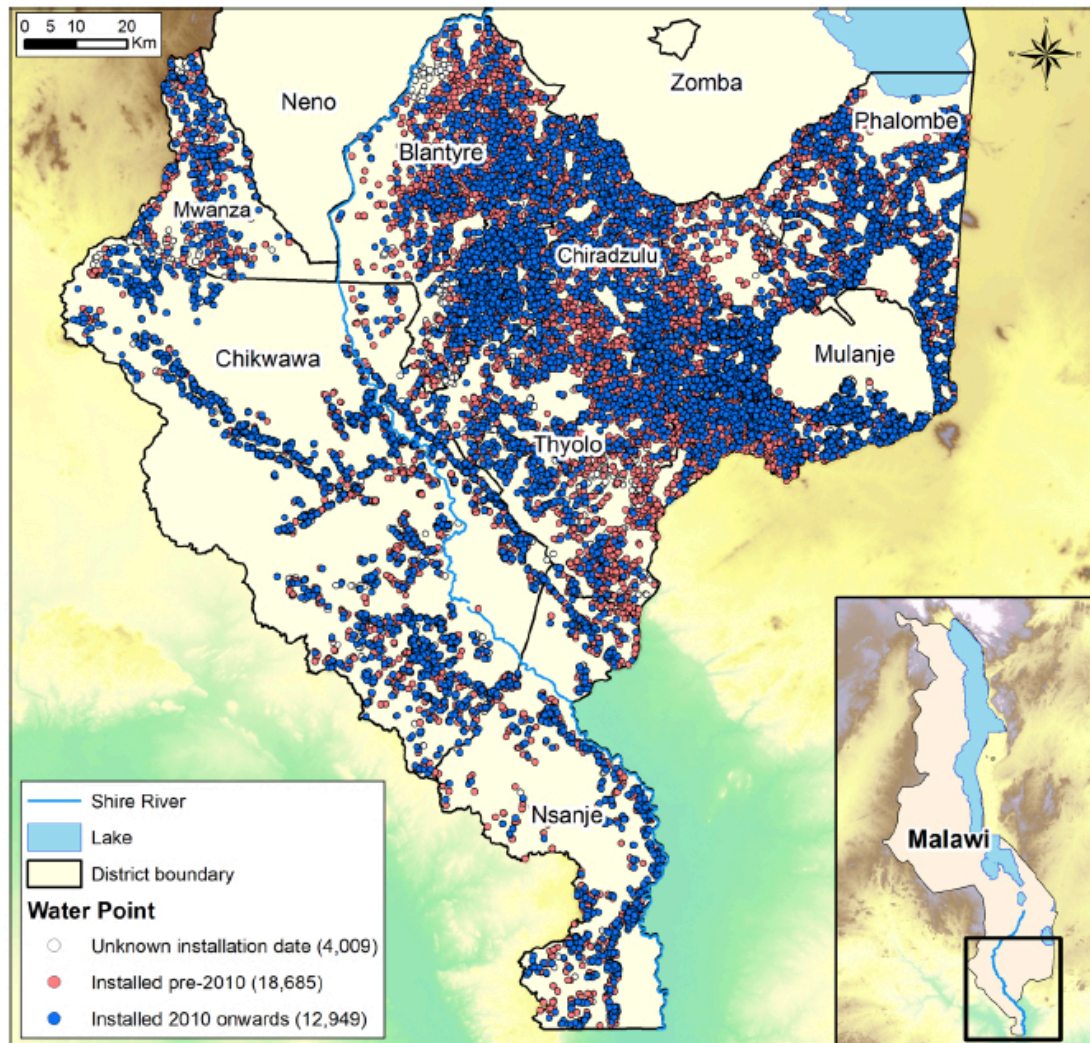 0 5 10 20
Km
N
W E
S
Neno
Zomba
Phalombe
Blantyre
Mwanza
Chiradzulu
Chikwawa
Mulanje
Thyolo
Nsanje
Shire River
Lake
District boundary
Water Point
Unknown installation date (4,009)
Installed pre-2010 (18,685)
Installed 2010 onwards (12,949)
Malawi